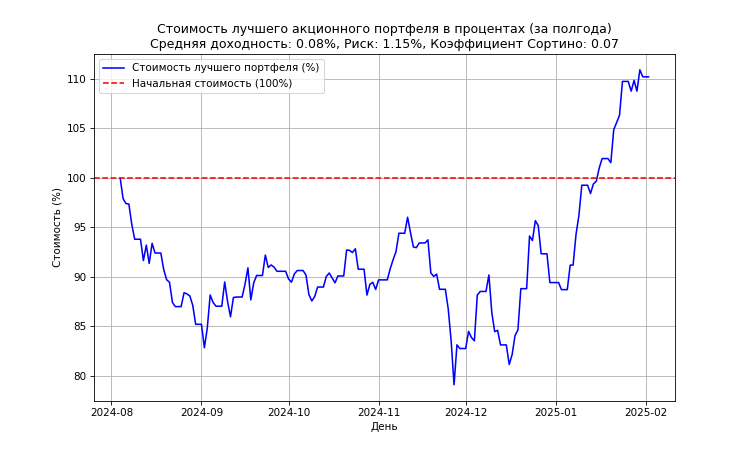 Стоимость лучшего акционного портфеля в процентах (за полгода)
Средняя доходность: 0.08%, Риск: 1.15%, Коэффициент Сортино: 0.07
Стоимость лучшего портфеля (%)
Начальная стоимость (100%)
Стоимость (%)
110
105
100
95
90
85
80
2024-08
2024-09
2024-10
2024-11
2024-12
2025-01
2025-02
День